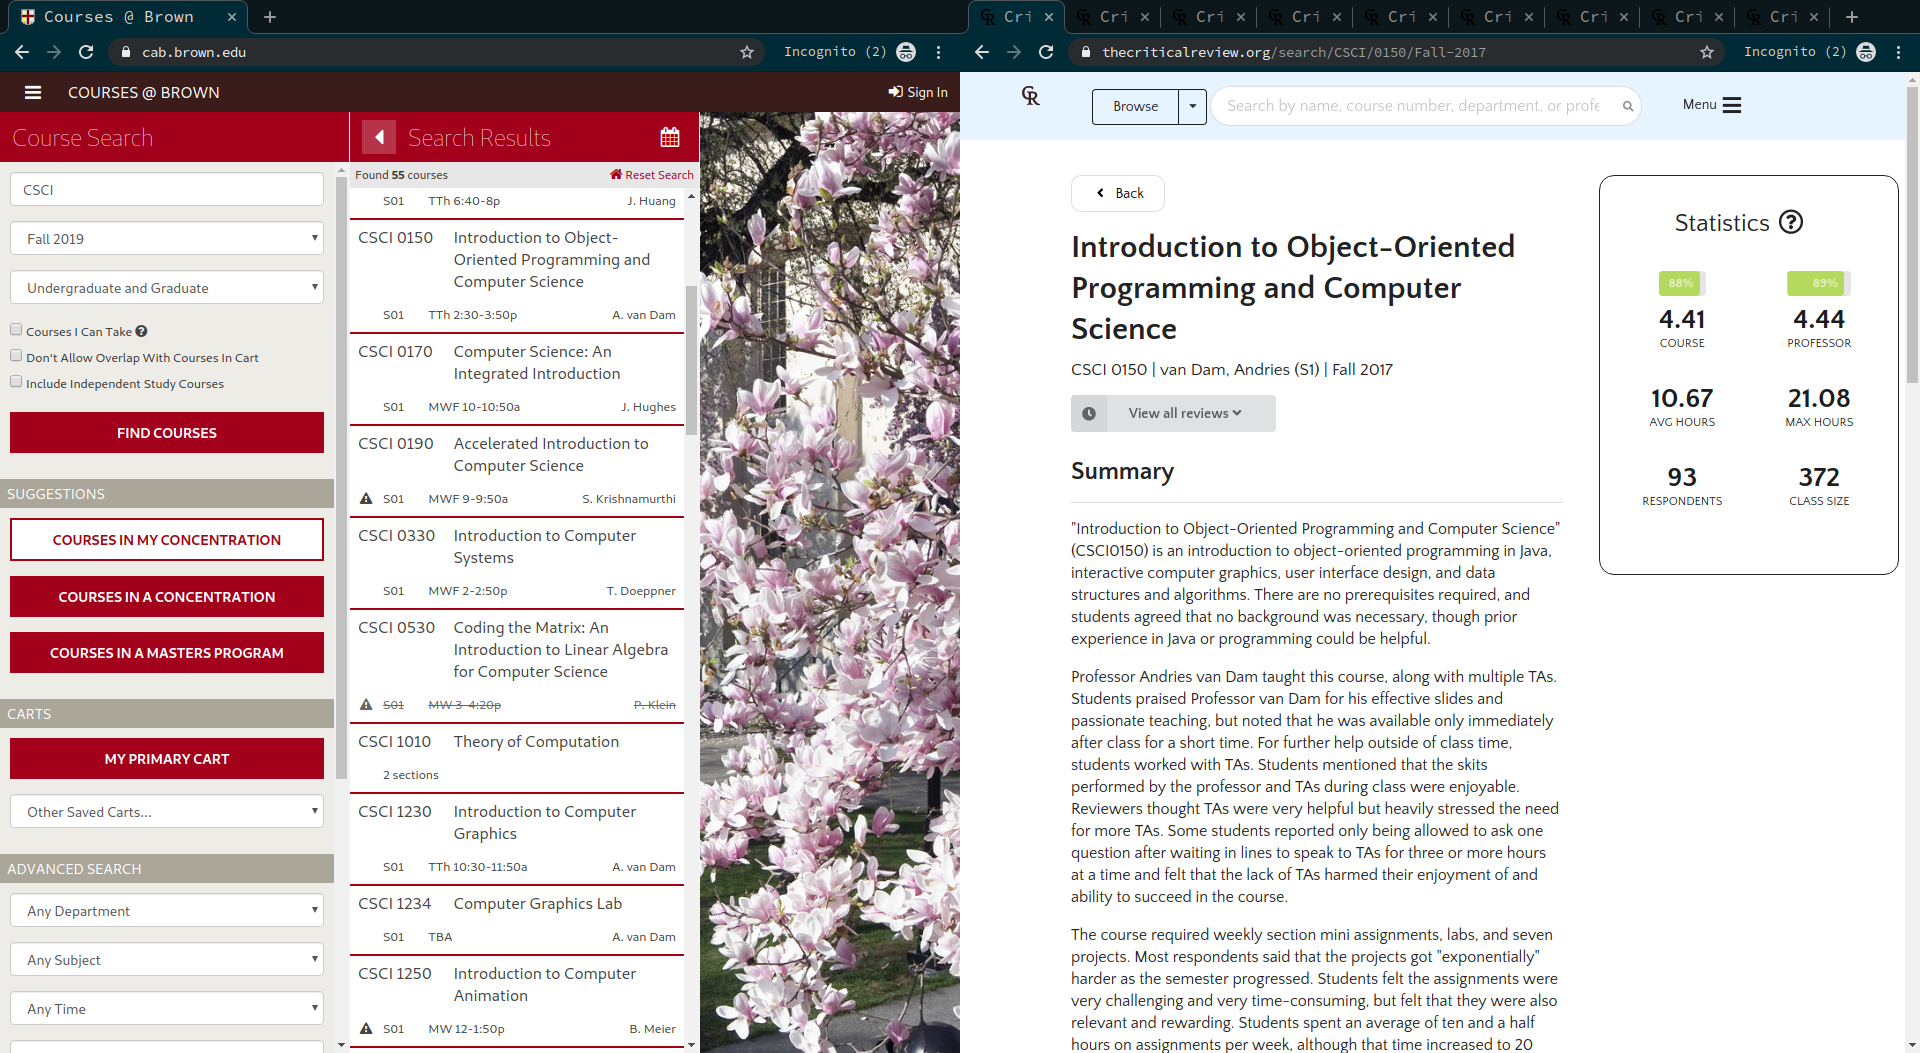 Courses @ Brown
cab.brown.edu
Incognito (2)
COURSES @ BROWN
Sign In
Course Search
CSCI
Fall 2019
Undergraduate and Graduate
Courses I Can Take
Don't Allow Overlap With Courses In Cart
Include Independent Study Courses
FIND COURSES
SUGGESTIONS
COURSES IN MY CONCENTRATION
COURSES IN A CONCENTRATION
COURSES IN A MASTERS PROGRAM
CARTS
MY PRIMARY CART
Other Saved Carts...
ADVANCED SEARCH
Any Department
Any Subject
Any Time
Search Results
Found 55 courses
Reset Search
S01 TTh 6:40-8p J. Huang
CSCI 0150 Introduction to Object-
Oriented Programming and
Computer Science
S01 TTh 2:30-3:50p A. van Dam
CSCI 0170 Computer Science: An
Integrated Introduction
S01 MWF 10-10:50a J. Hughes
CSCI 0190 Accelerated Introduction to
Computer Science
S01 MWF 9-9:50a S. Krishnamurthi
CSCI 0330 Introduction to Computer
Systems
S01 MWF 2-2:50p T. Doeppner
CSCI 0530 Coding the Matrix: An
Introduction to Linear Algebra
for Computer Science
S01 MW 3-4:20p P. Klein
CSCI 1010 Theory of Computation
2 sections
CSCI 1230 Introduction to Computer
Graphics
S01 TTh 10:30-11:50a A. van Dam
CSCI 1234 Computer Graphics Lab
S01 TBA A. van Dam
CSCI 1250 Introduction to Computer
Animation
S01 MW 12-1:50p B. Meier
CR Cri CR Cri CR Cri CR Cri CR Cri CR Cri CR Cri CR Cri CR Cri
thecriticalreview.org/search/CSCI/0150/Fall-2017
Incognito (2)
CR
Browse
Search by name, course number, department, or profe
Menu
Back
Introduction to Object-Oriented
Programming and Computer
Science
CSCI 0150 | van Dam, Andries (S1) | Fall 2017
View all reviews
Summary
"Introduction to Object-Oriented Programming and Computer Science"
(CSCI0150) is an introduction to object-oriented programming in Java,
interactive computer graphics, user interface design, and data
structures and algorithms. There are no prerequisites required, and
students agreed that no background was necessary, though prior
experience in Java or programming could be helpful.
Professor Andries van Dam taught this course, along with multiple TAs.
Students praised Professor van Dam for his effective slides and
passionate teaching, but noted that he was available only immediately
after class for a short time. For further help outside of class time,
students worked with TAs. Students mentioned that the skits
performed by the professor and TAs during class were enjoyable.
Reviewers thought TAs were very helpful but heavily stressed the need
for more TAs. Some students reported only being allowed to ask one
question after waiting in lines to speak to TAs for three or more hours
at a time and felt that the lack of TAs harmed their enjoyment of and
ability to succeed in the course.
The course required weekly section mini assignments, labs, and seven
projects. Most respondents said that the projects got "exponentially"
harder as the semester progressed. Students felt the assignments were
very challenging and very time-consuming, but felt that they were also
relevant and rewarding. Students spent an average of ten and a half
hours on assignments per week, although that time increased to 20
Statistics
88% 89%
4.41 4.44
COURSE PROFESSOR
10.67 21.08
AVG HOURS MAX HOURS
93 372
RESPONDENTS CLASS SIZE